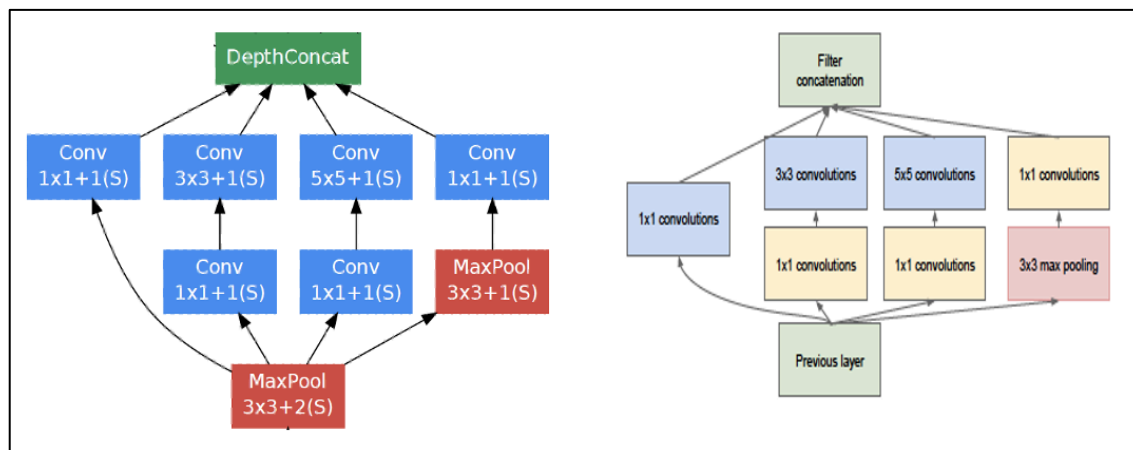 DepthConcat
Conv
1x1+1(S)
Conv
3x3+1(S)
Conv
5x5+1(S)
Conv
1x1+1(S)
Conv
1x1+1(S)
Conv
1x1+1(S)
MaxPool
3x3+1(S)
MaxPool
3x3+2(S)
Filter
concatenation
3x3 convolutions
5x5 convolutions
1x1 convolutions
1x1 convolutions
1x1 convolutions
1x1 convolutions
3x3 max pooling
Previous layer